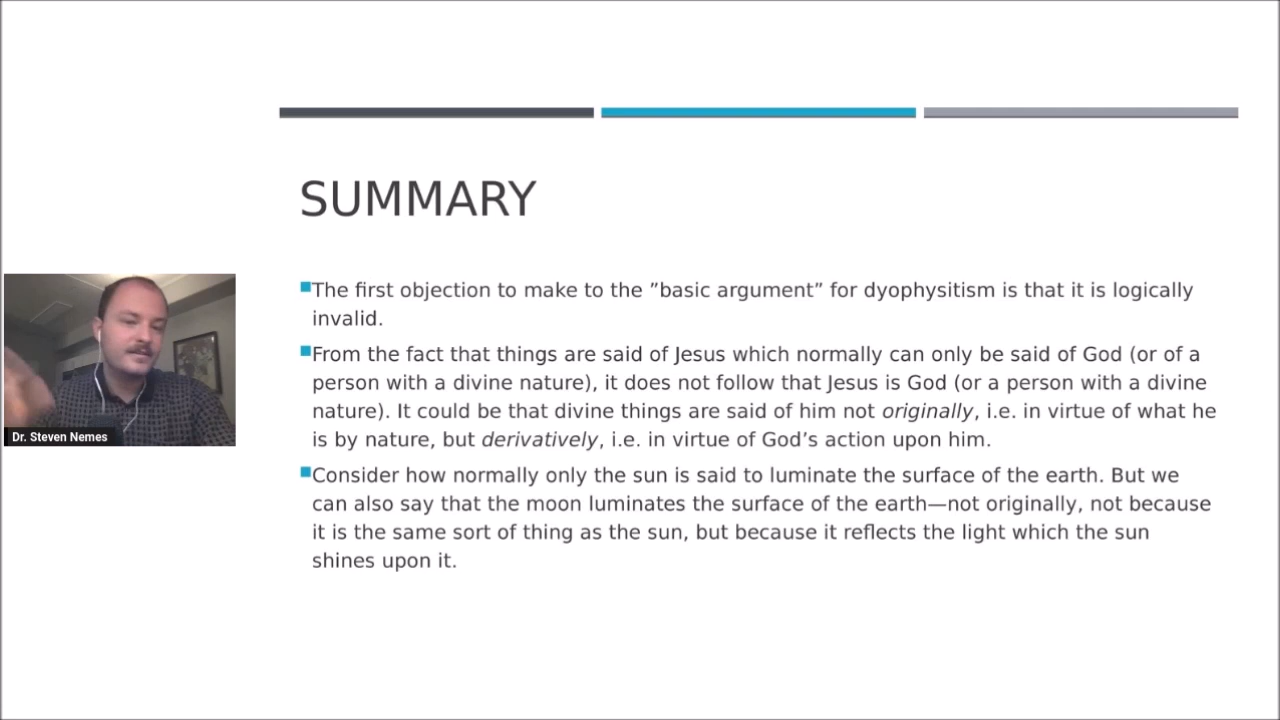 SUMMARY
The first objection to make to the ”basic argument” for dyophysitism is that it is logically
invalid.
From the fact that things are said of Jesus which normally can only be said of God (or of a
person with a divine nature), it does not follow that Jesus is God (or a person with a divine
nature). It could be that divine things are said of him not originally, i.e. in virtue of what he
is by nature, but derivatively, i.e. in virtue of God’s action upon him.
Consider how normally only the sun is said to luminate the surface of the earth. But we
can also say that the moon luminates the surface of the earth—not originally, not because
it is the same sort of thing as the sun, but because it reflects the light which the sun
shines upon it.
Dr. Steven Nemes